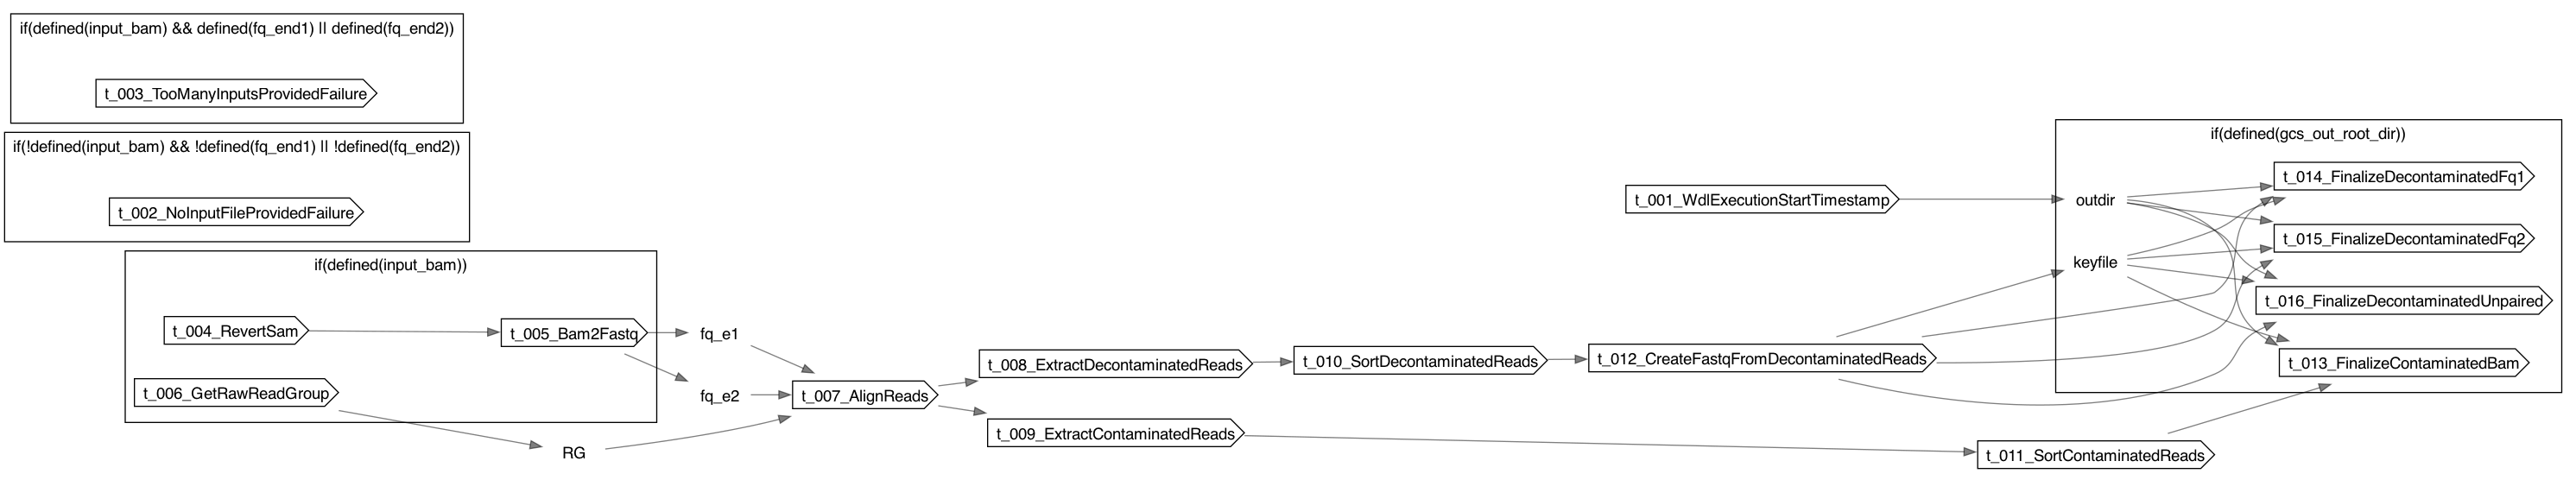 if(defined(input_bam) && defined(fq_end1) || defined(fq_end2))
t_003_TooManyInputsProvidedFailure
if(!defined(input_bam) && !defined(fq_end1) || !defined(fq_end2))
t_002_NoInputFileProvidedFailure
if(defined(input_bam))
t_004_RevertSam
t_005_Bam2Fastq
t_006_GetRawReadGroup
fq_e1
fq_e2
RG
t_007_AlignReads
t_008_ExtractDecontaminatedReads
t_009_ExtractContaminatedReads
t_010_SortDecontaminatedReads
t_012_CreateFastqFromDecontaminatedReads
t_001_WdlExecutionStartTimestamp
t_011_SortContaminatedReads
if(defined(gcs_out_root_dir))
outdir
keyfile
t_014_FinalizeDecontaminatedFq1
t_015_FinalizeDecontaminatedFq2
t_016_FinalizeDecontaminatedUnpaired
t_013_FinalizeContaminatedBam